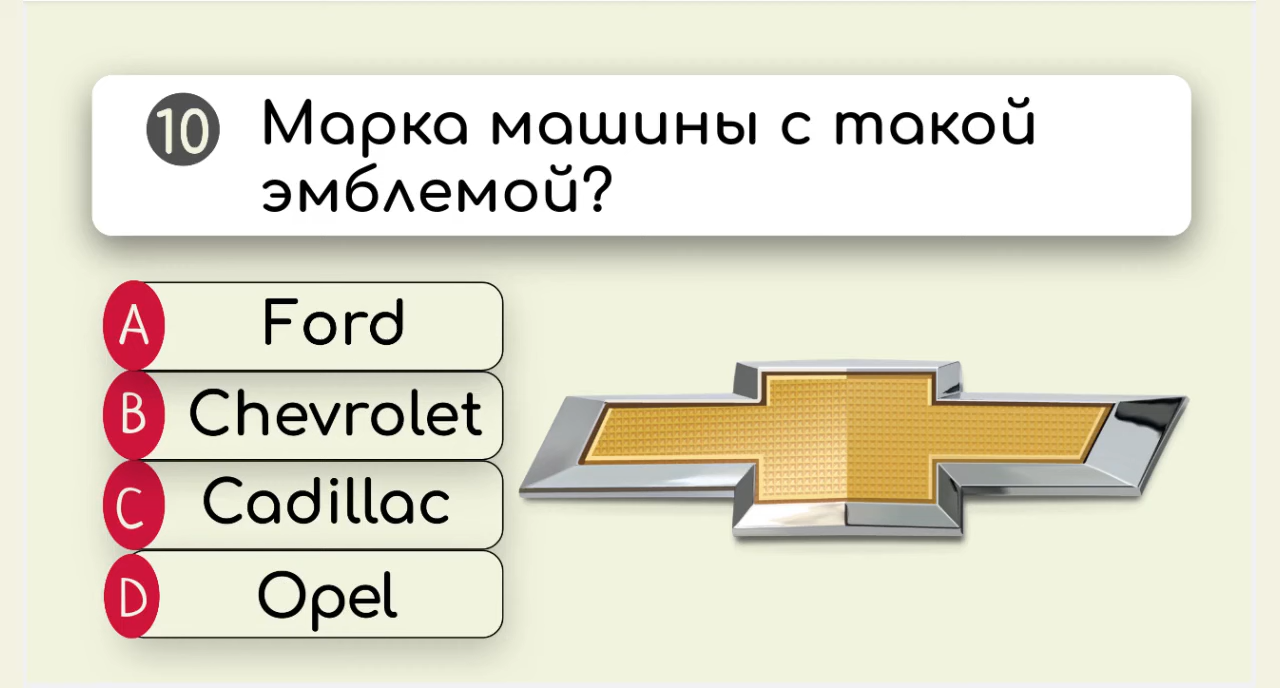 10 Марка машины с такой
эмблемой?
A Ford
B Chevrolet
C Cadillac
D Opel